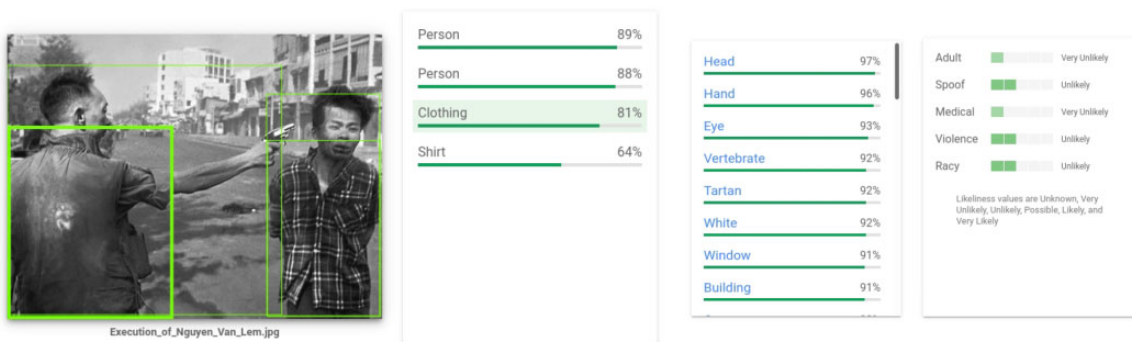 Execution_of_Nguyen_Van_Lem.jpg
Person 89%
Person 88%
Clothing 81%
Shirt 64%
Head 97%
Hand 96%
Eye 93%
Vertebrate 92%
Tartan 92%
White 92%
Window 91%
Building 91%
Adult Very Unlikely
Spoof Unlikely
Medical Very Unlikely
Violence Unlikely
Racy Unlikely
Likeliness values are Unknown, Very
Unlikely, Unlikely, Possible, Likely, and
Very Likely